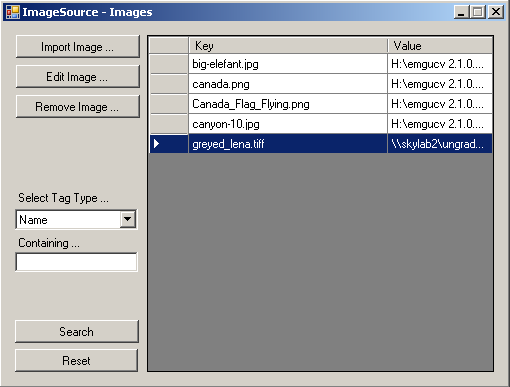 ImageSource - Images
Import Image ...
Edit Image ...
Remove Image ...
Key Value
big-elefant.jpg H:\emgucv 2.1.0....
canada.png H:\emgucv 2.1.0....
Canada_Flag_Flying.png H:\emgucv 2.1.0....
canyon-10.jpg H:\emgucv 2.1.0....
greyed_lena.tiff \\skylab2\ungrad...
Select Tag Type ...
Name
Containing ...
Search
Reset